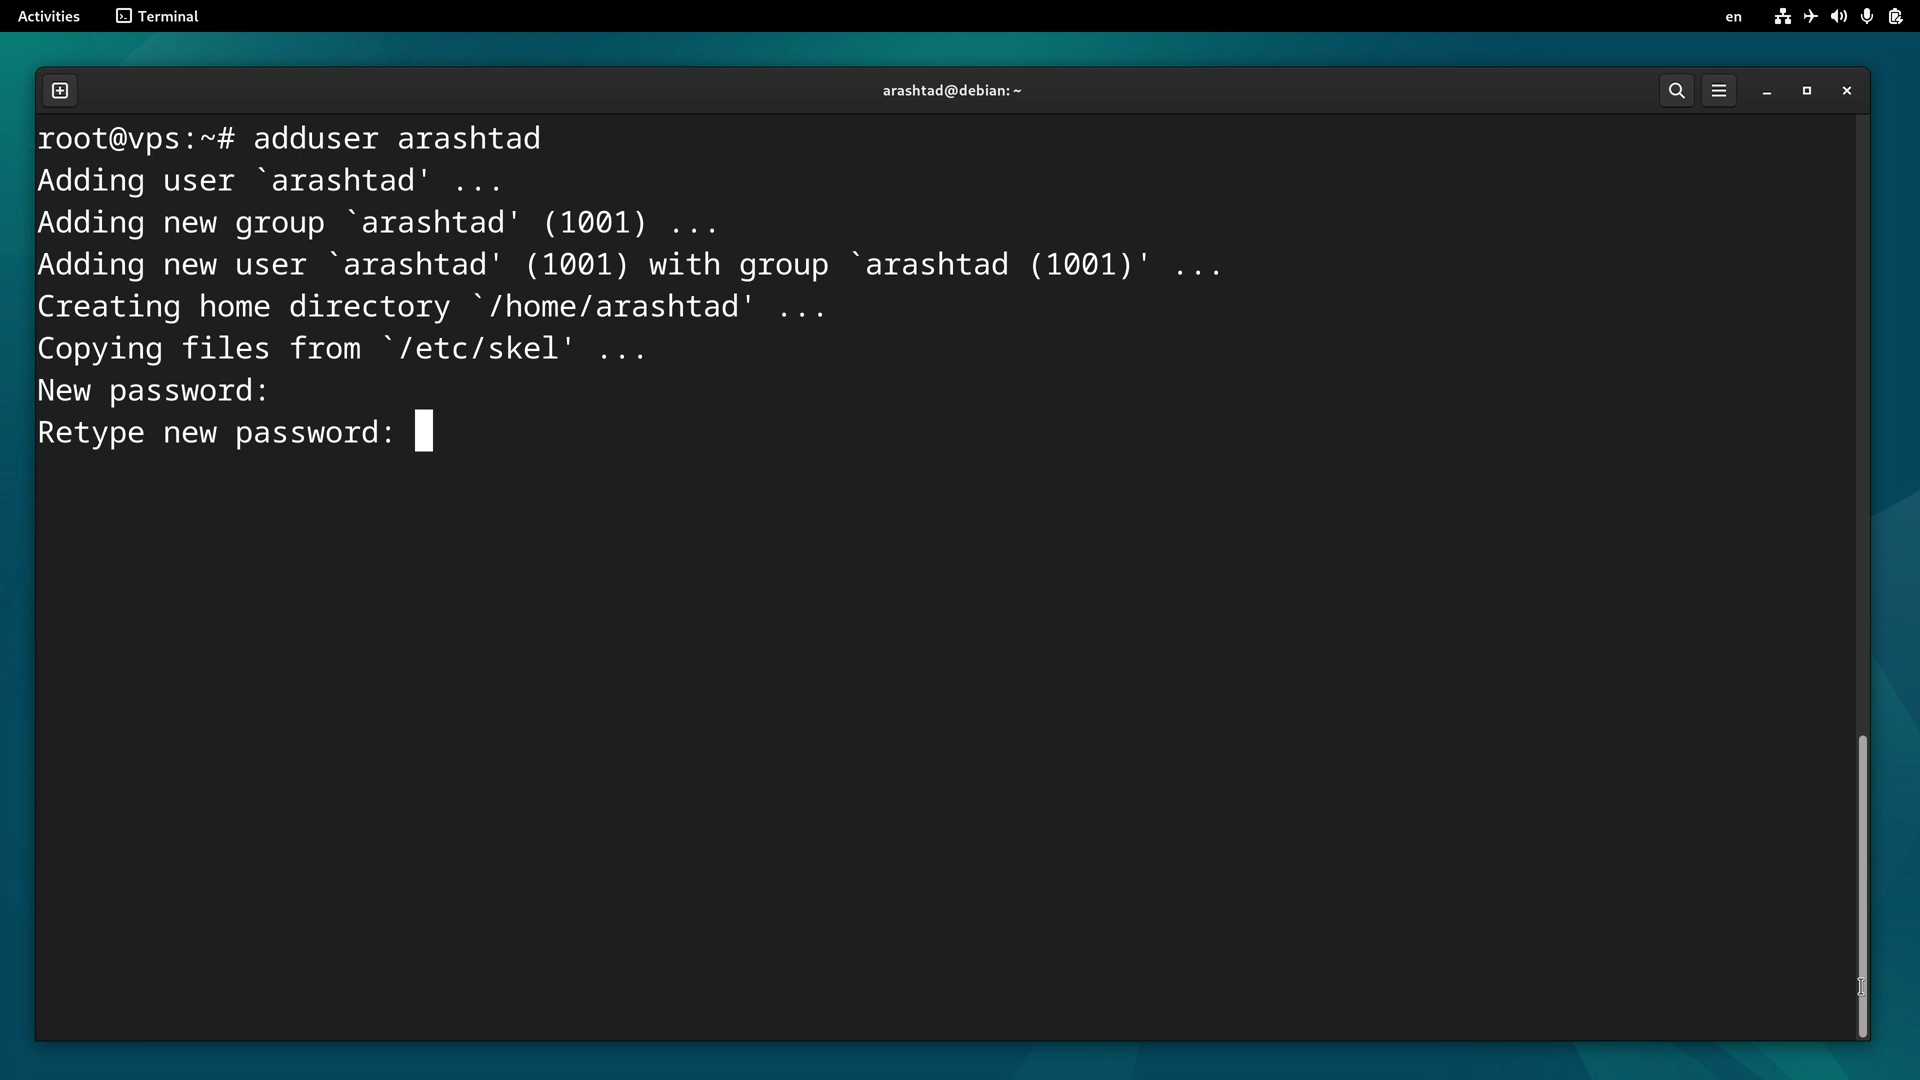 Activities Terminal en
arashtad@debian: ~
root@vps:~# adduser arashtad
Adding user `arashtad' ...
Adding new group `arashtad' (1001) ...
Adding new user `arashtad' (1001) with group `arashtad (1001)' ...
Creating home directory `/home/arashtad' ...
Copying files from `/etc/skel' ...
New password:
Retype new password: